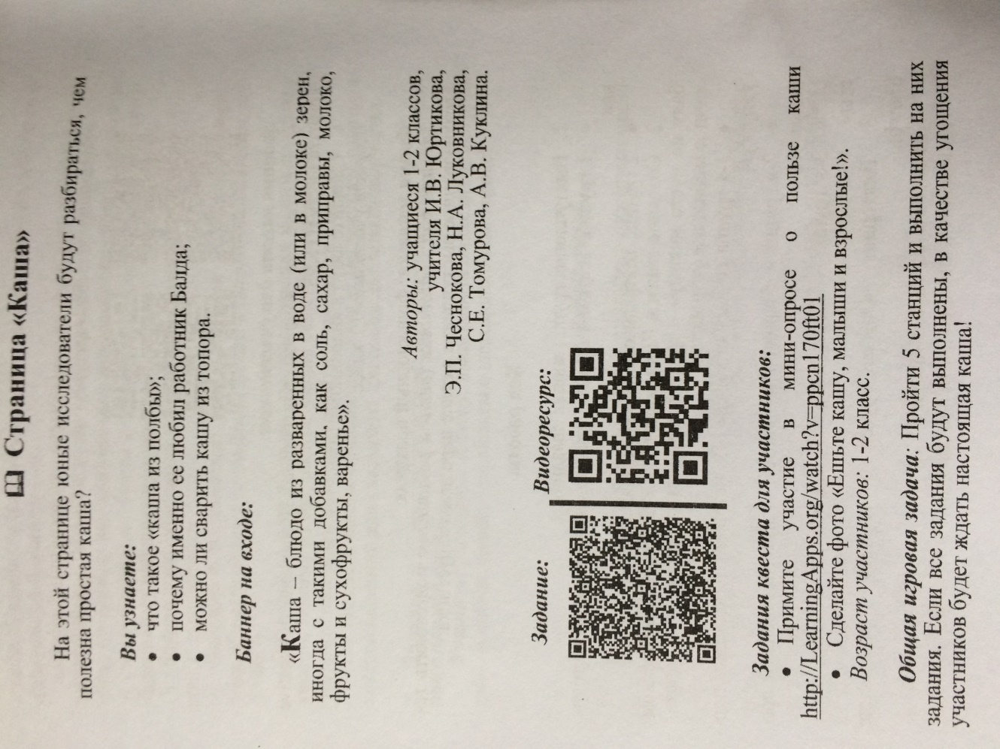 Страница «Каша»
На этой странице юные исследователи будут разбираться, чем
полезна простая каша?
Вы узнаете:
• что такое «каша из полбы»;
• почему именно ее любил работник Балда;
• можно ли сварить кашу из топора.
Баннер на входе:
«Каша – блюдо из разваренных в воде (или в молоке) зерен,
иногда с такими добавками, как соль, сахар, приправы, молоко,
фрукты и сухофрукты, варенье».
Авторы: учащиеся 1-2 классов,
учителя И.В. Юртикова,
Э.П. Чеснокова, Н.А. Луковникова,
С.Е. Томурова, А.В. Куклина.
Задание: Видеоресурс:
Задания квеста для участников:
• Примите участие в мини-опросе о пользе каши
http://LearningApps.org/watch?v=ppcn170ft01
• Сделайте фото «Ешьте кашу, малыши и взрослые!».
Возраст участников: 1-2 класс.
Общая игровая задача: Пройти 5 станций и выполнить на них
задания. Если все задания будут выполнены, в качестве угощения
участников будет ждать настоящая каша!